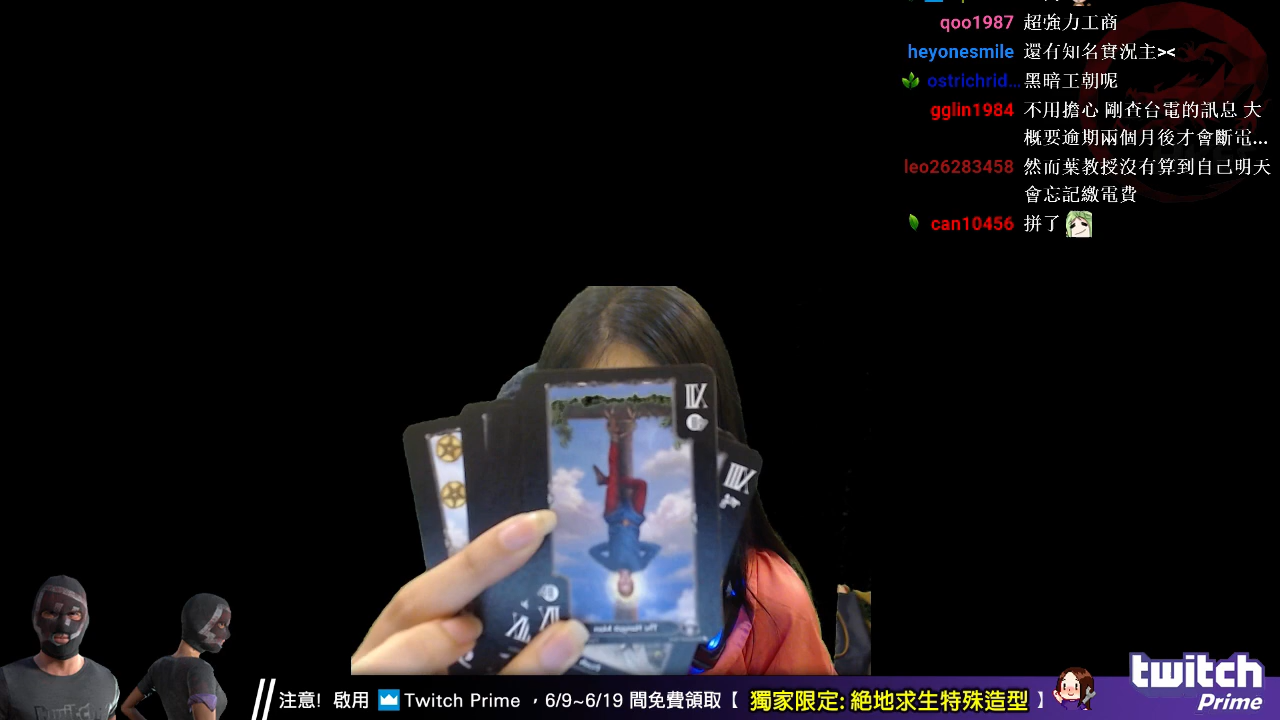 qoo1987 超強力工商
heyonesmile 還有知名實況主><
ostrichrid... 黑暗王朝呢
gglin1984 不用擔心 剛查台電的訊息 大
概要逾期兩個月後才會斷電...
leo26283458 然而葉教授沒有算到自己明天
會忘記繳電費
can10456 拼了
XII
XIII
The Hanged Man
注意! 啟用 Twitch Prime ，6/9~6/19 間免費領取【 獨家限定: 絕地求生特殊造型 】
twitch
Prime